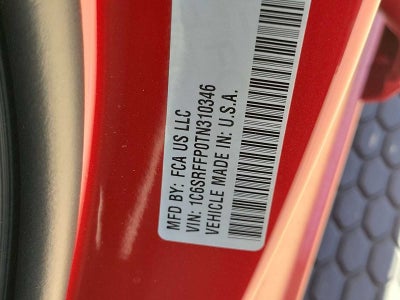 MFD BY: FCA US LLC
VIN: 1C6SRFFP0TN310346
VEHICLE MADE IN: U.S.A.